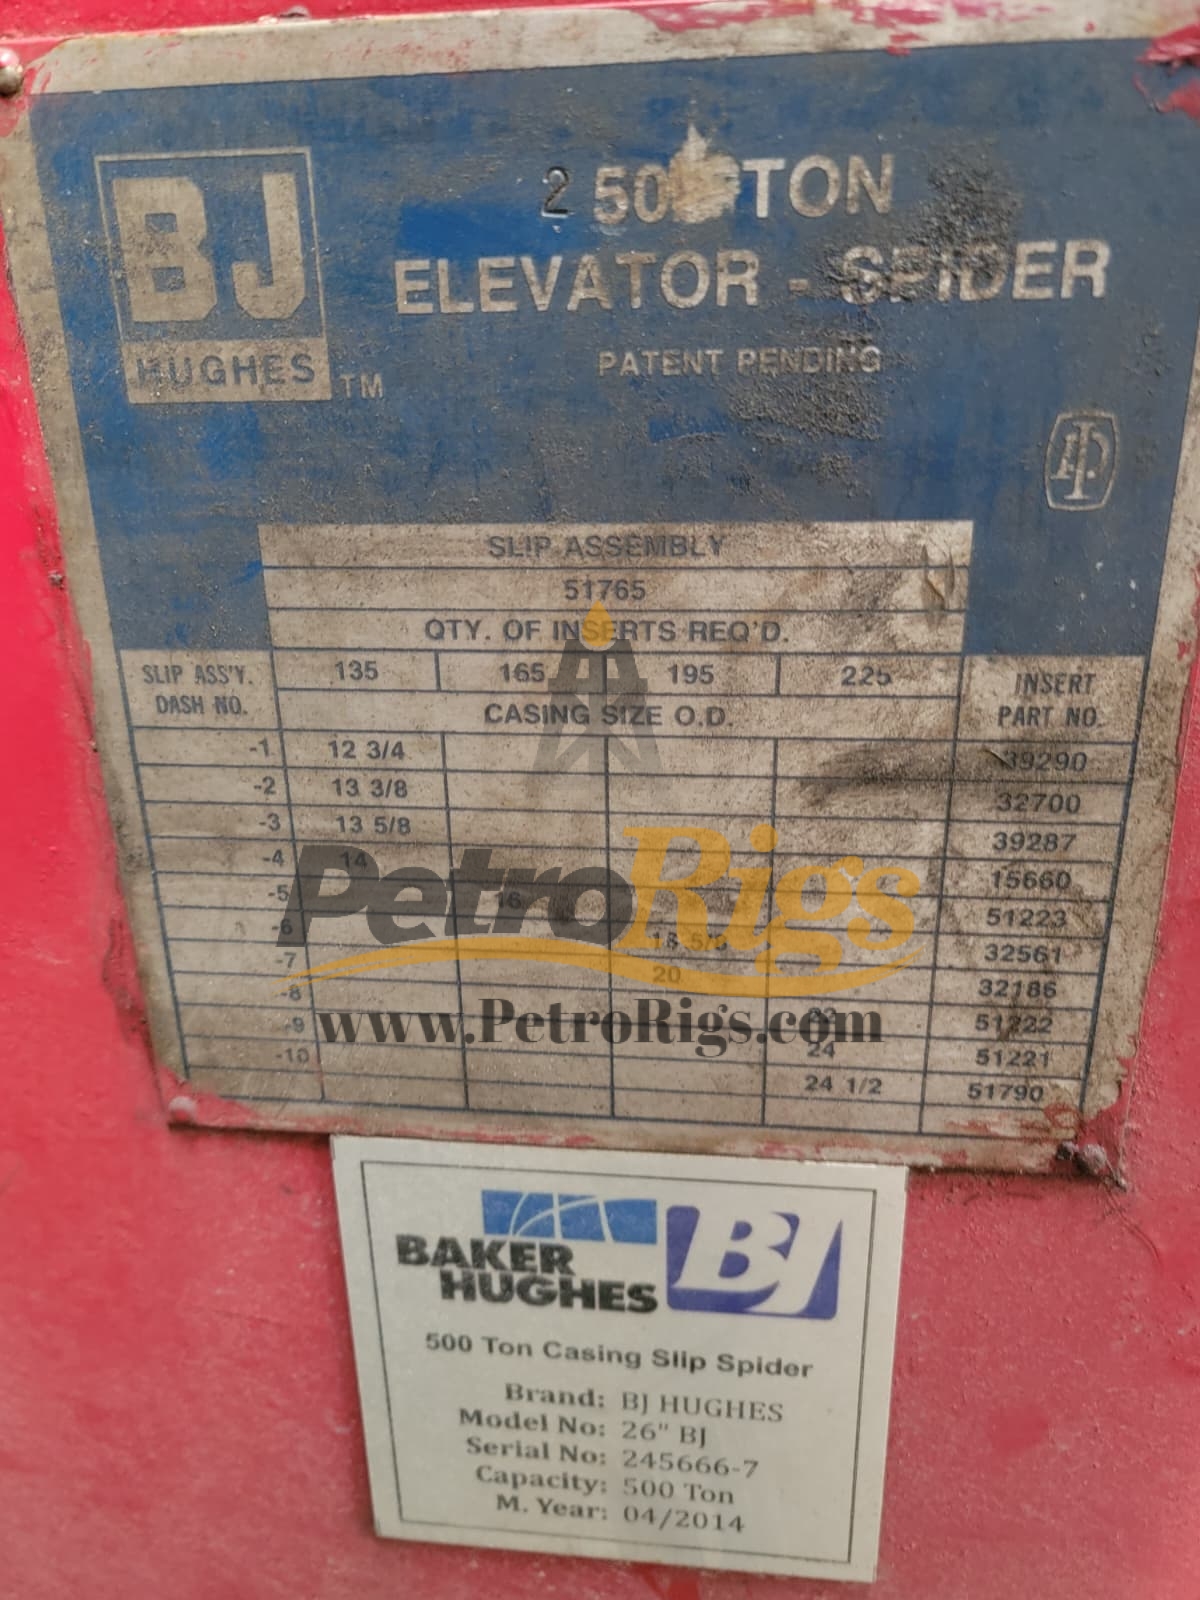 BJ
HUGHES TM
2 50 TON
ELEVATOR - SPIDER
PATENT PENDING
API
SLIP ASSEMBLY
51765
QTY. OF INSERTS REQ'D.
SLIP ASS'Y. DASH NO. 135 165 195 225 INSERT PART NO.
CASING SIZE O.D.
-1 12 3/4 39290
-2 13 3/8 32700
-3 13 5/8 39287
-4 14 15660
-5 16 51223
-6 18 5/8 32561
-7 20 32186
-8 22 51222
-9 24 51221
-10 24 1/2 51790
PetroRigs
www.PetroRigs.com
BAKER
HUGHES
BJ
500 Ton Casing Slip Spider
Brand: BJ HUGHES
Model No: 26" BJ
Serial No: 245666-7
Capacity: 500 Ton
M. Year: 04/2014